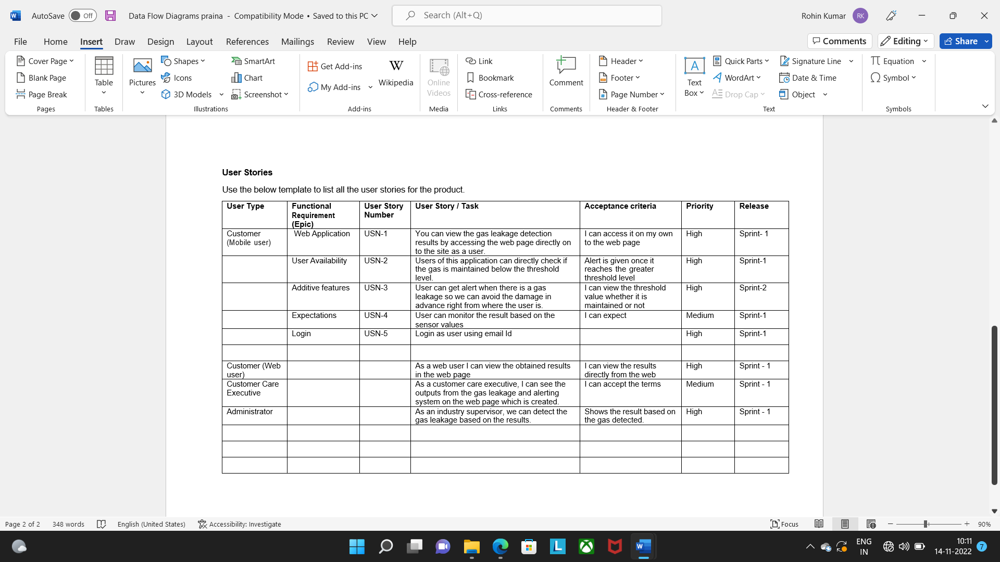 AutoSave Off Data Flow Diagrams praina - Compatibility Mode • Saved to this PC Search (Alt+Q) Rohin Kumar RK
File Home Insert Draw Design Layout References Mailings Review View Help Comments Editing Share
Cover Page Shapes SmartArt Link Header Quick Parts Signature Line Equation
Get Add-ins
Blank Page Icons Chart Bookmark Footer WordArt Date & Time Symbol
Table Pictures Wikipedia Online Videos Comment Text Box
My Add-ins
Page Break 3D Models Screenshot Cross-reference Page Number Drop Cap Object
Pages Tables Illustrations Add-ins Media Links Comments Header & Footer Text Symbols
User Stories
Use the below template to list all the user stories for the product.
User Type Functional User Story User Story / Task Acceptance criteria Priority Release
Requirement Number
(Epic)
Customer Web Application USN-1 You can view the gas leakage detection I can access it on my own High Sprint- 1
(Mobile user) results by accessing the web page directly on to the web page
to the site as a user.
User Availability USN-2 Users of this application can directly check if Alert is given once it High Sprint-1
the gas is maintained below the threshold reaches the greater
level. threshold level
Additive features USN-3 User can get alert when there is a gas I can view the threshold High Sprint-2
leakage so we can avoid the damage in value whether it is
advance right from where the user is. maintained or not
Expectations USN-4 User can monitor the result based on the I can expect Medium Sprint-1
sensor values
Login USN-5 Login as user using email Id High Sprint-1
Customer (Web As a web user I can view the obtained results I can view the results High Sprint - 1
user) in the web page directly from the web
Customer Care As a customer care executive, I can see the I can accept the terms Medium Sprint - 1
Executive outputs from the gas leakage and alerting
system on the web page which is created.
Administrator As an industry supervisor, we can detect the Shows the result based on High Sprint - 1
gas leakage based on the results. the gas detected.
Page 2 of 2 348 words English (United States) Accessibility: Investigate Focus 90%
ENG 10:11
IN 14-11-2022 7